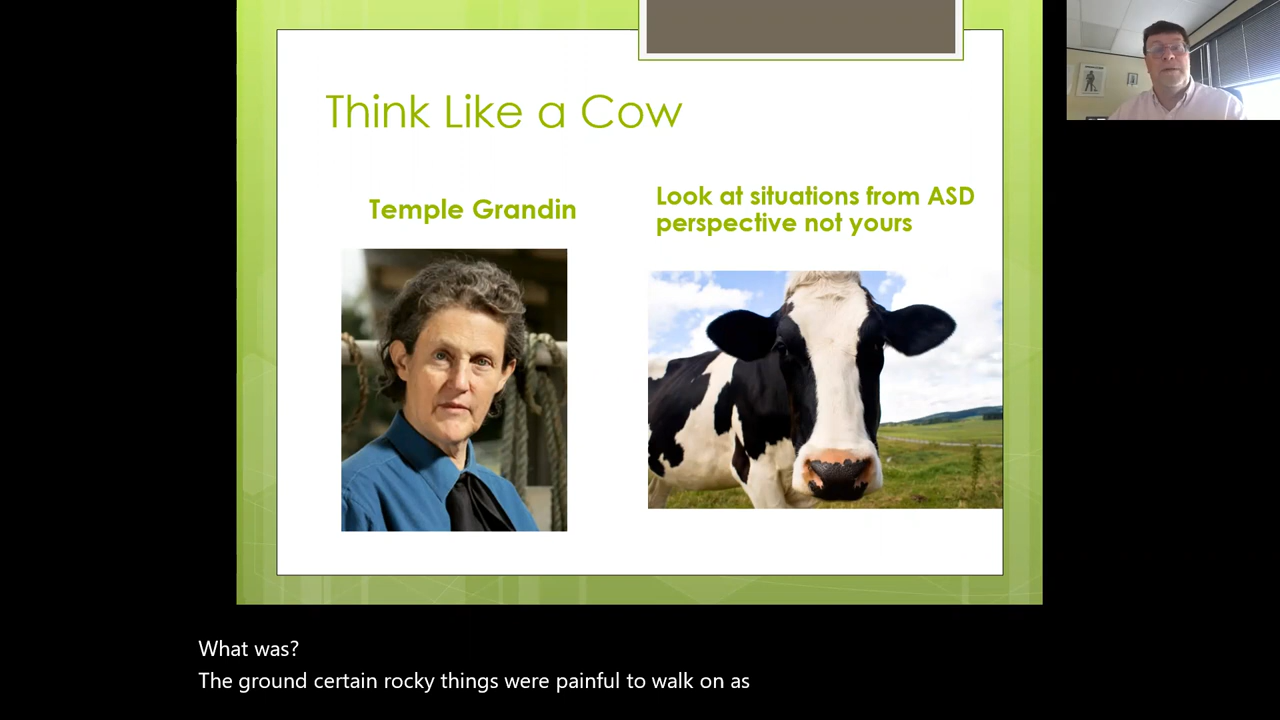 Think Like a Cow
Temple Grandin
Look at situations from ASD
perspective not yours
What was?
The ground certain rocky things were painful to walk on as